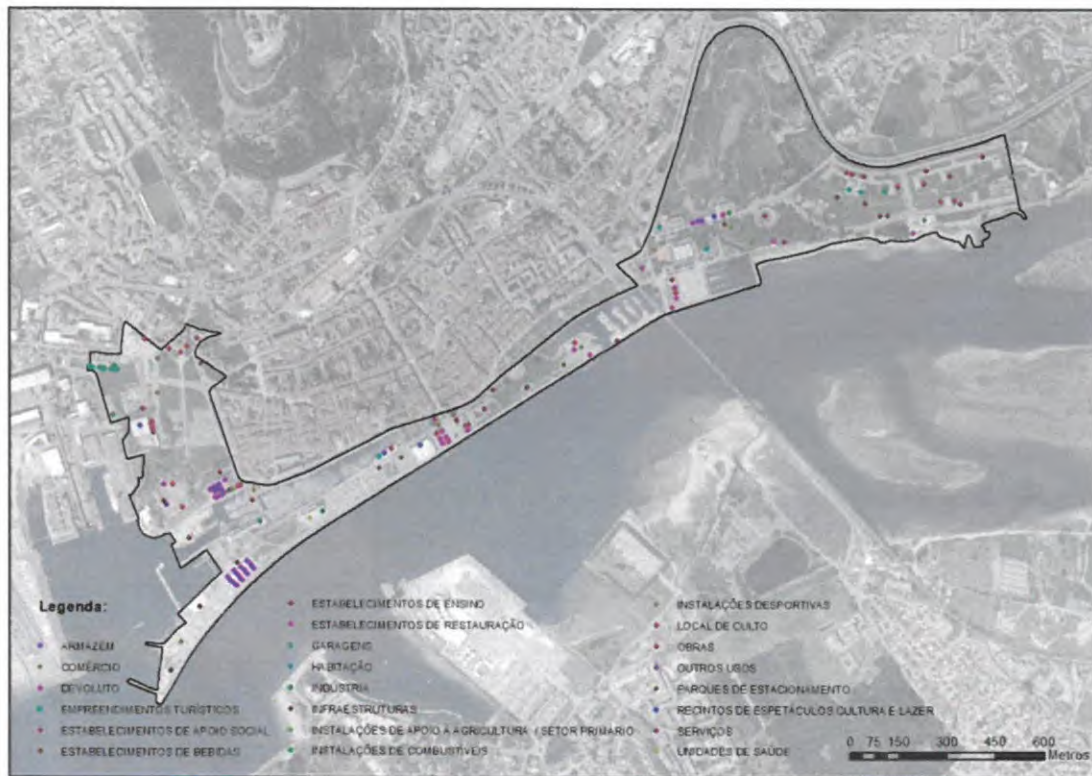 Legenda:
ARMAZEM
COMÉRCIO
DEVOLUTO
EMPREENDIMENTOS TURÍSTICOS
ESTABELECIMENTOS DE APOIO SOCIAL
ESTABELECIMENTOS DE BEBIDAS
ESTABELECIMENTOS DE ENSINO
ESTABELECIMENTOS DE RESTAURAÇÃO
GARAGENS
HABITAÇÃO
INDÚSTRIA
INFRAESTRUTURAS
INSTALAÇÕES DE APOIO À AGRICULTURA / SETOR PRIMÁRIO
INSTALAÇÕES DE COMBUSTÍVEIS
INSTALAÇÕES DESPORTIVAS
LOCAL DE CULTO
OBRAS
OUTROS USOS
PARQUES DE ESTACIONAMENTO
RECINTOS DE ESPETÁCULOS CULTURA E LAZER
SERVIÇOS
UNIDADES DE SAÚDE
0 75 150 300 450 600
Metros